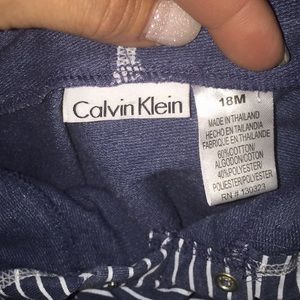 Calvin Klein
18M
MADE IN THAILAND
HECHO EN TAILANDIA
FABRIQUE EN THAILANDE
60%COTTON/
ALGODON/COTON
40%POLYESTER/
POLIESTER/POLYESTER
RN # 130323